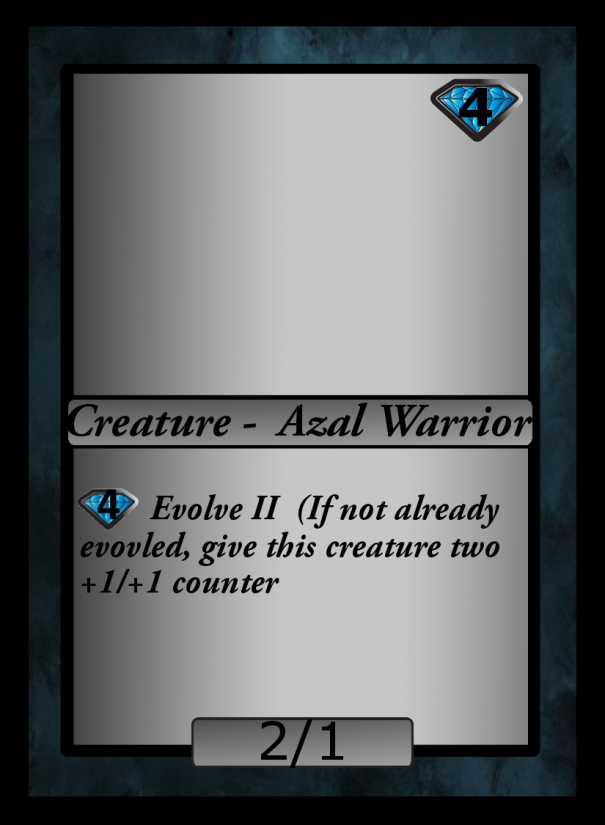 4
Creature - Azal Warrior
4 Evolve II (If not already
evovled, give this creature two
+1/+1 counter
2/1